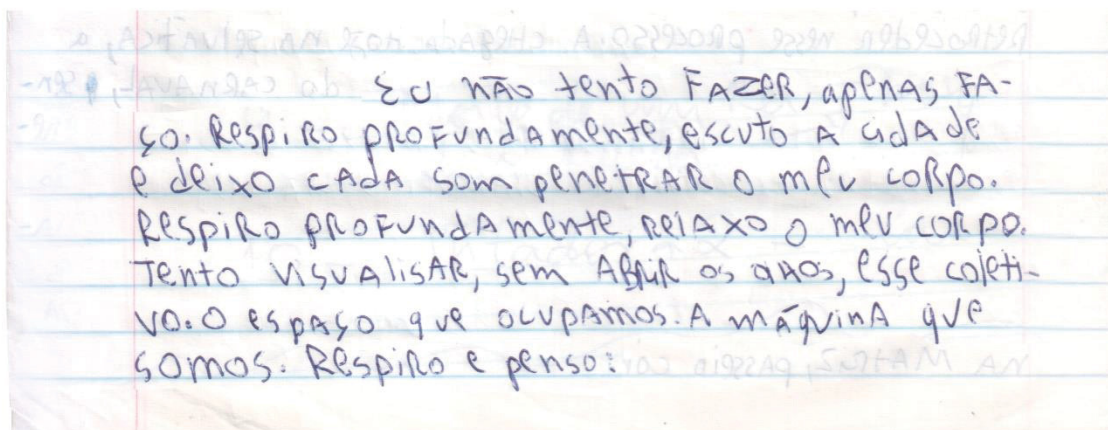 Eu não tento FAZER, apenas FA-
ço. Respiro profundamente, escuto a cidade
e deixo cada som penetrar o meu corpo.
Respiro profundamente, relaxo o meu corpo.
Tento visualisar, sem abrir os olhos, esse coleti-
vo. O espaço que ocupamos. A máquina que
somos. Respiro e penso: